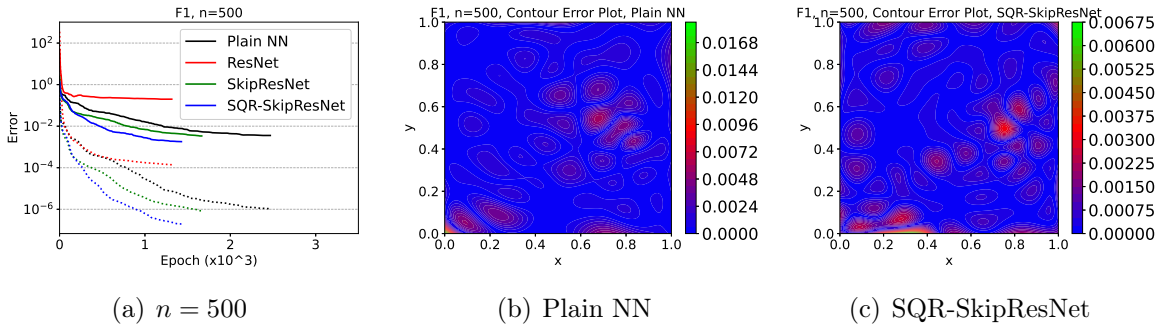 F1, n=500
Error
10^2
10^0
10^−2
10^−4
10^−6
Plain NN
ResNet
SkipResNet
SQR-SkipResNet
0 1 2 3
Epoch (x10^3)
(a) n = 500
F1, n=500, Contour Error Plot, Plain NN
y
1.0
0.8
0.6
0.4
0.2
0.0
0.0 0.2 0.4 0.6 0.8 1.0
x
0.0168
0.0144
0.0120
0.0096
0.0072
0.0048
0.0024
0.0000
(b) Plain NN
F1, n=500, Contour Error Plot, SQR-SkipResNet
y
1.0
0.8
0.6
0.4
0.2
0.0
0.0 0.2 0.4 0.6 0.8 1.0
x
0.00675
0.00600
0.00525
0.00450
0.00375
0.00300
0.00225
0.00150
0.00075
0.00000
(c) SQR-SkipResNet